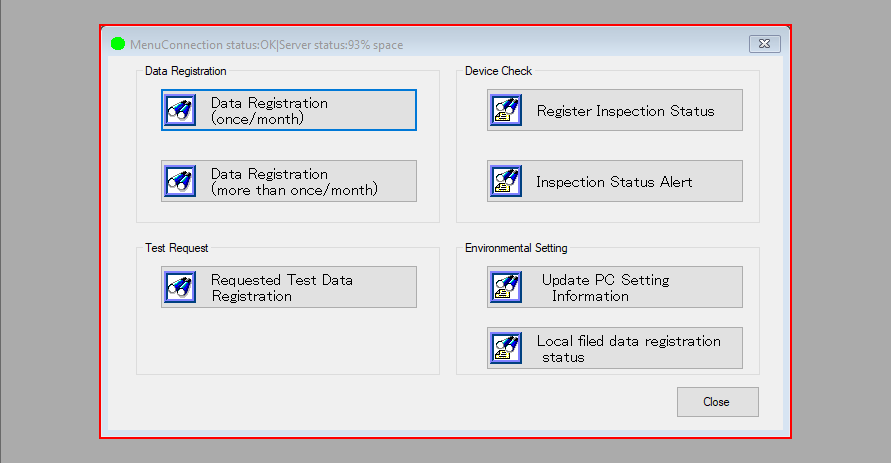 MenuConnection status:OK|Server status:93% space
Data Registration
Data Registration
(once/month)
Data Registration
(more than once/month)
Device Check
Register Inspection Status
Inspection Status Alert
Test Request
Requested Test Data
Registration
Environmental Setting
Update PC Setting
Information
Local filed data registration
status
Close